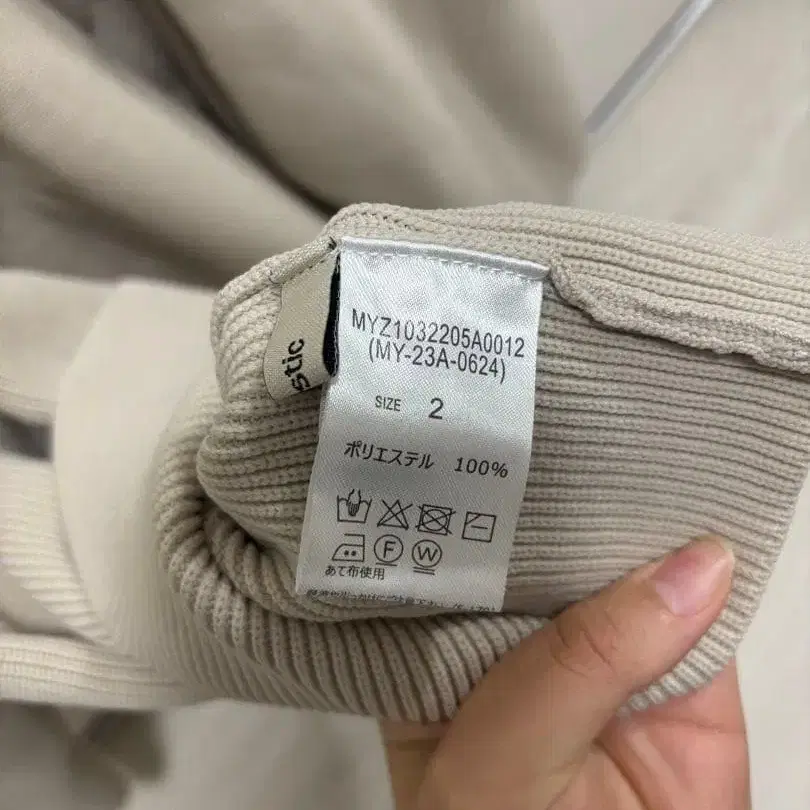 MYZ1032205A0012
(MY-23A-0624)
SIZE 2
ポリエステル 100%
F W
あて布使用
stic